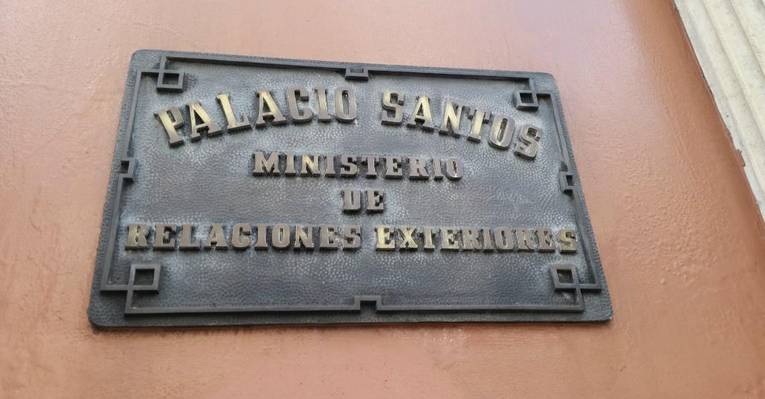 PALACIO SANTOS
MINISTERIO
DE
RELACIONES EXTERIORES